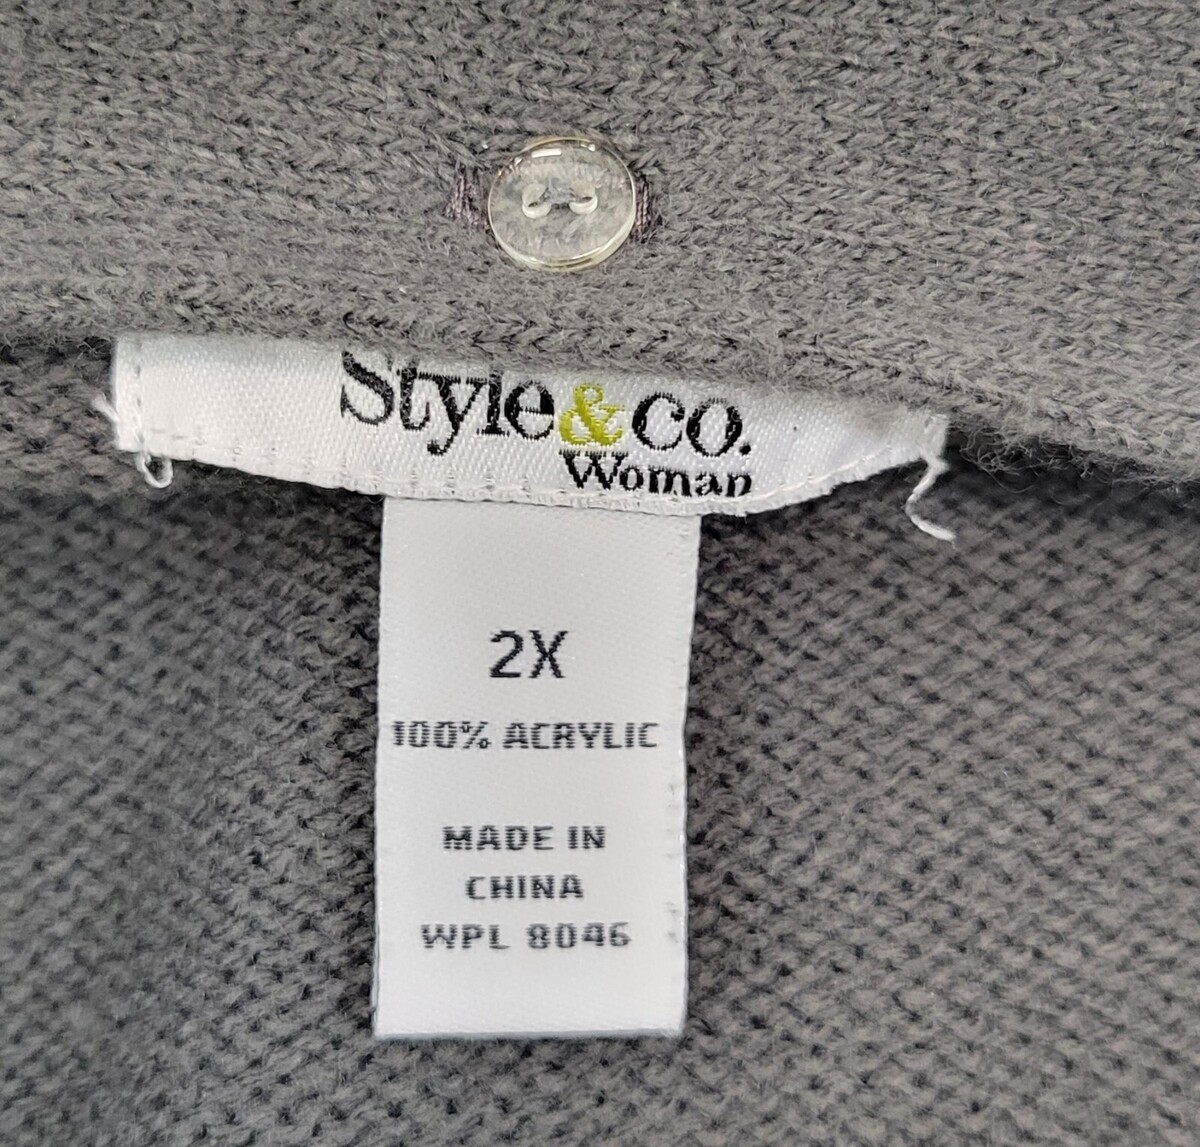 Style&co.
Woman
2X
100% ACRYLIC
MADE IN
CHINA
WPL 8046